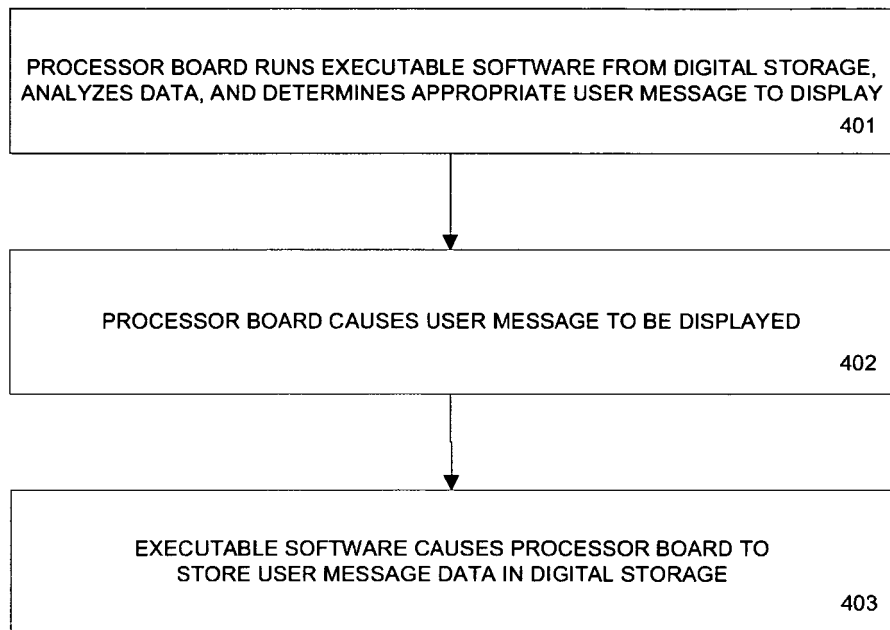 PROCESSOR BOARD RUNS EXECUTABLE SOFTWARE FROM DIGITAL STORAGE,
ANALYZES DATA, AND DETERMINES APPROPRIATE USER MESSAGE TO DISPLAY
401
PROCESSOR BOARD CAUSES USER MESSAGE TO BE DISPLAYED
402
EXECUTABLE SOFTWARE CAUSES PROCESSOR BOARD TO
STORE USER MESSAGE DATA IN DIGITAL STORAGE
403